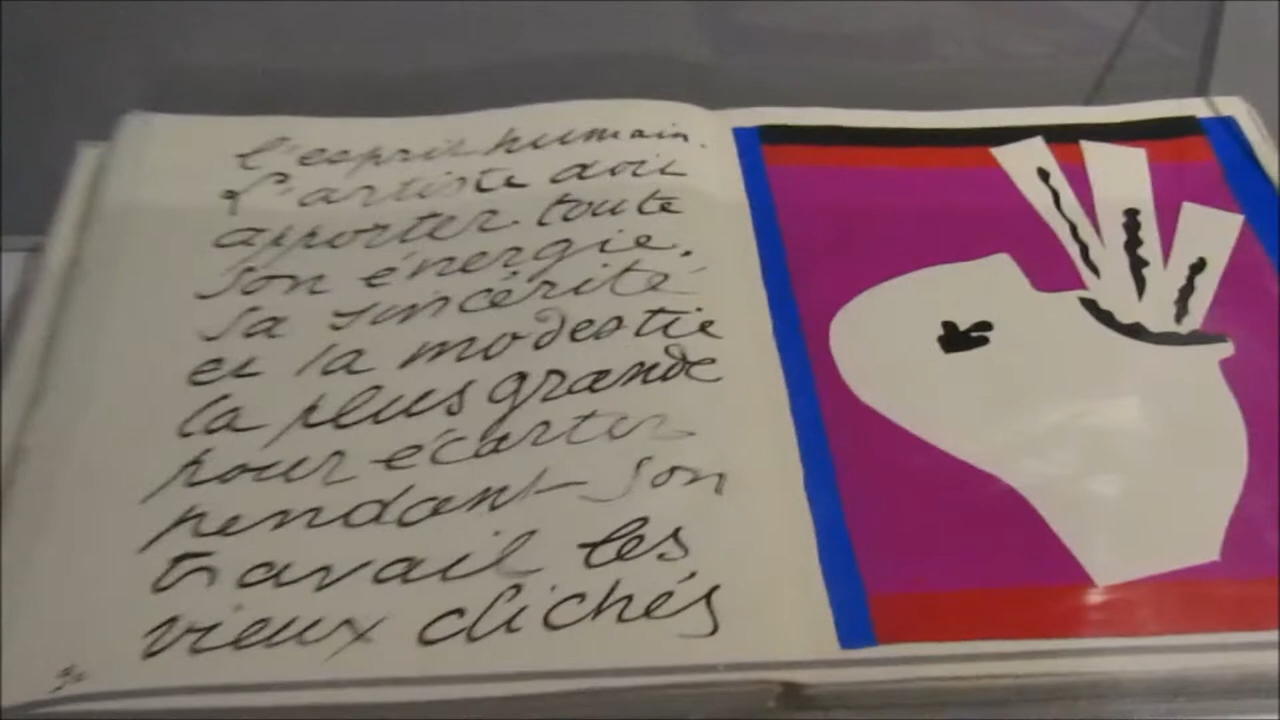 l'esprit humain.
L'artiste doit
apporter toute
son énergie,
sa sincérité
et la modestie
la plus grande
pour écarter
pendant son
travail les
vieux clichés